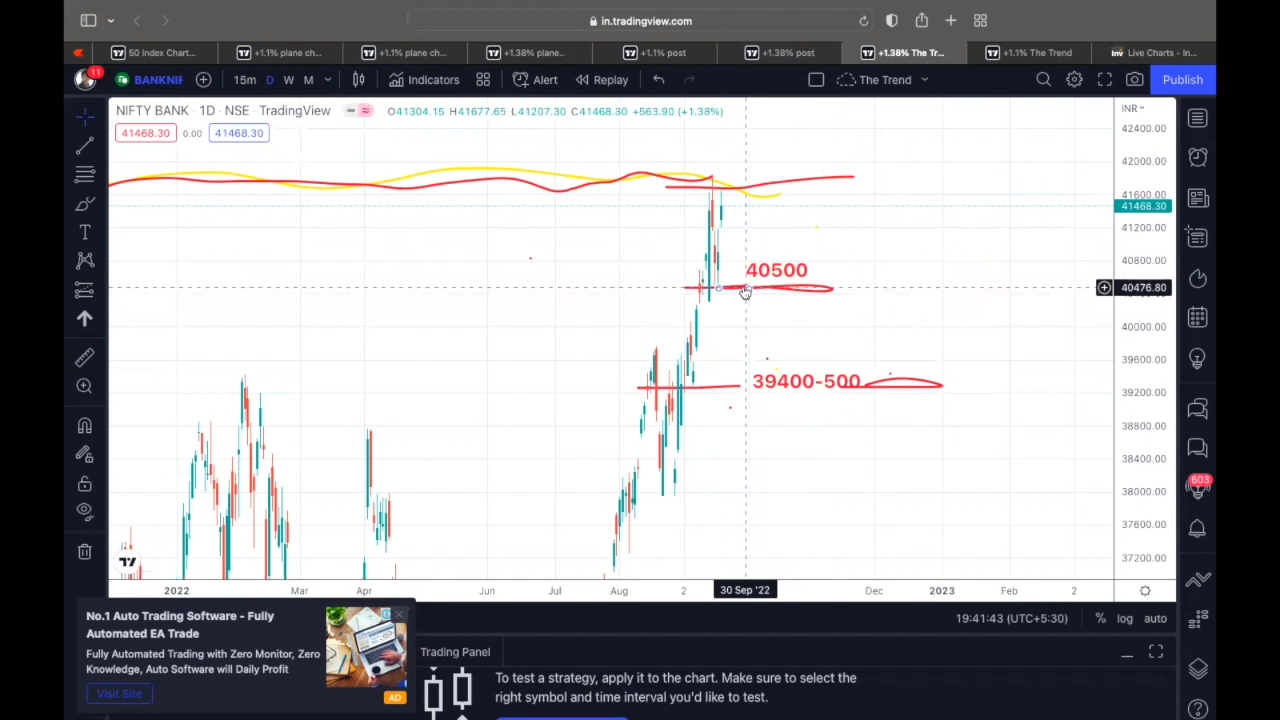 in.tradingview.com
50 Index Chart...
+1.1% plane ch...
+1.1% plane ch...
+1.38% plane...
+1.1% post
+1.38% post
+1.38% The Tr...
+1.1% The Trend
Inv Live Charts - In...
11 BANKNIF 15m D W M Indicators Alert Replay The Trend Publish
NIFTY BANK · 1D · NSE · TradingView O41304.15 H41677.65 L41207.30 C41468.30 +563.90 (+1.38%) INR
41468.30 0.00 41468.30
42400.00
42000.00
41600.00
41468.30
41200.00
40800.00
40500
40476.80
40000.00
39600.00
39400-500
39200.00
38800.00
38400.00
38000.00
603
37600.00
37200.00
2022 Mar Apr Jun Jul Aug 2 30 Sep '22 Dec 2023 Feb 2
19:41:43 (UTC+5:30) % log auto
No.1 Auto Trading Software - Fully
Automated EA Trade
Fully Automated Trading with Zero Monitor, Zero
Knowledge, Auto Software will Daily Profit
Visit Site
AD
Trading Panel
To test a strategy, apply it to the chart. Make sure to select the
right symbol and time interval you'd like to test.